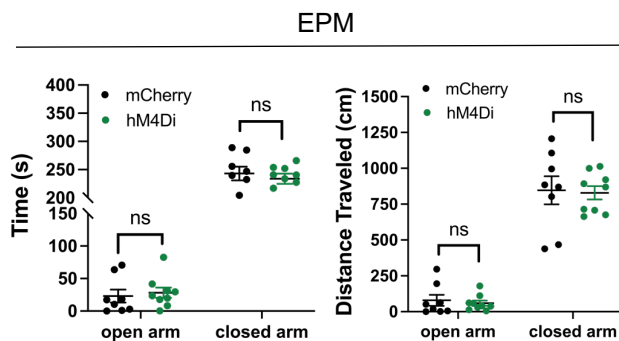 EPM
Time (s)
400
350
300
250
200
150
100
50
0
mCherry
hM4Di
ns
ns
open arm
closed arm
Distance Traveled (cm)
1500
1250
1000
750
500
250
0
mCherry
hM4Di
ns
ns
open arm
closed arm